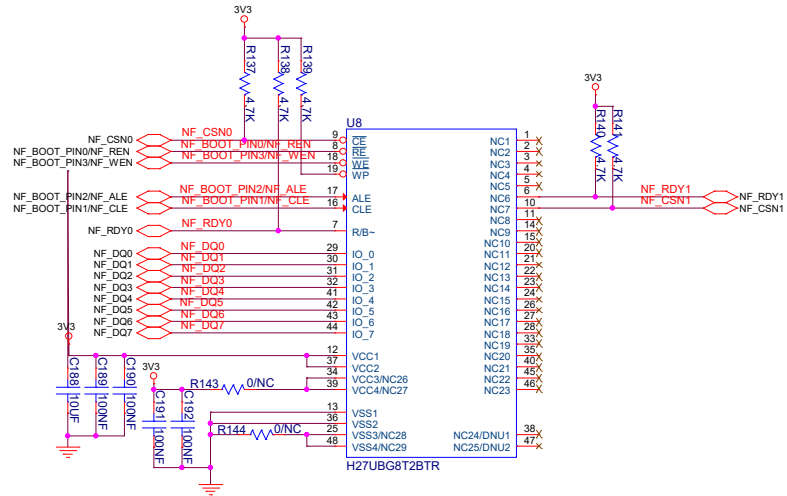 3V3
R137
4.7K
R138
4.7K
R139
4.7K
3V3
R140
4.7K
R141
4.7K
U8
NF_CSN0 NF_CSN0 9 CE
NF_BOOT_PIN0/NF_REN NF_BOOT_PIN0/NF_REN 8 RE
NF_BOOT_PIN3/NF_WEN NF_BOOT_PIN3/NF_WEN 18 WE
19 WP
NF_BOOT_PIN2/NF_ALE NF_BOOT_PIN2/NF_ALE 17 ALE
NF_BOOT_PIN1/NF_CLE NF_BOOT_PIN1/NF_CLE 16 CLE
NF_RDY0 NF_RDY0 7 R/B~
NF_DQ0 NF_DQ0 29 IO_0
NF_DQ1 NF_DQ1 30 IO_1
NF_DQ2 NF_DQ2 31 IO_2
NF_DQ3 NF_DQ3 32 IO_3
NF_DQ4 NF_DQ4 41 IO_4
NF_DQ5 NF_DQ5 42 IO_5
NF_DQ6 NF_DQ6 43 IO_6
NF_DQ7 NF_DQ7 44 IO_7
12 VCC1
37 VCC2
34 VCC3/NC26
39 VCC4/NC27
13 VSS1
36 VSS2
25 VSS3/NC28
48 VSS4/NC29
NC1 1
NC2 2
NC3 3
NC4 4
NC5 5
NC6 6 NF_RDY1 NF_RDY1
NC7 10 NF_CSN1 NF_CSN1
NC8 11
NC9 14
NC10 15
NC11 20
NC12 21
NC13 22
NC14 23
NC15 24
NC16 26
NC17 27
NC18 28
NC19 33
NC20 35
NC21 40
NC22 45
NC23 46
NC24/DNU1 38
NC25/DNU2 47
3V3
C188
10UF
C189
100NF
C190
100NF
3V3
C191
100NF
C192
100NF
R143 0/NC
R144 0/NC
H27UBG8T2BTR